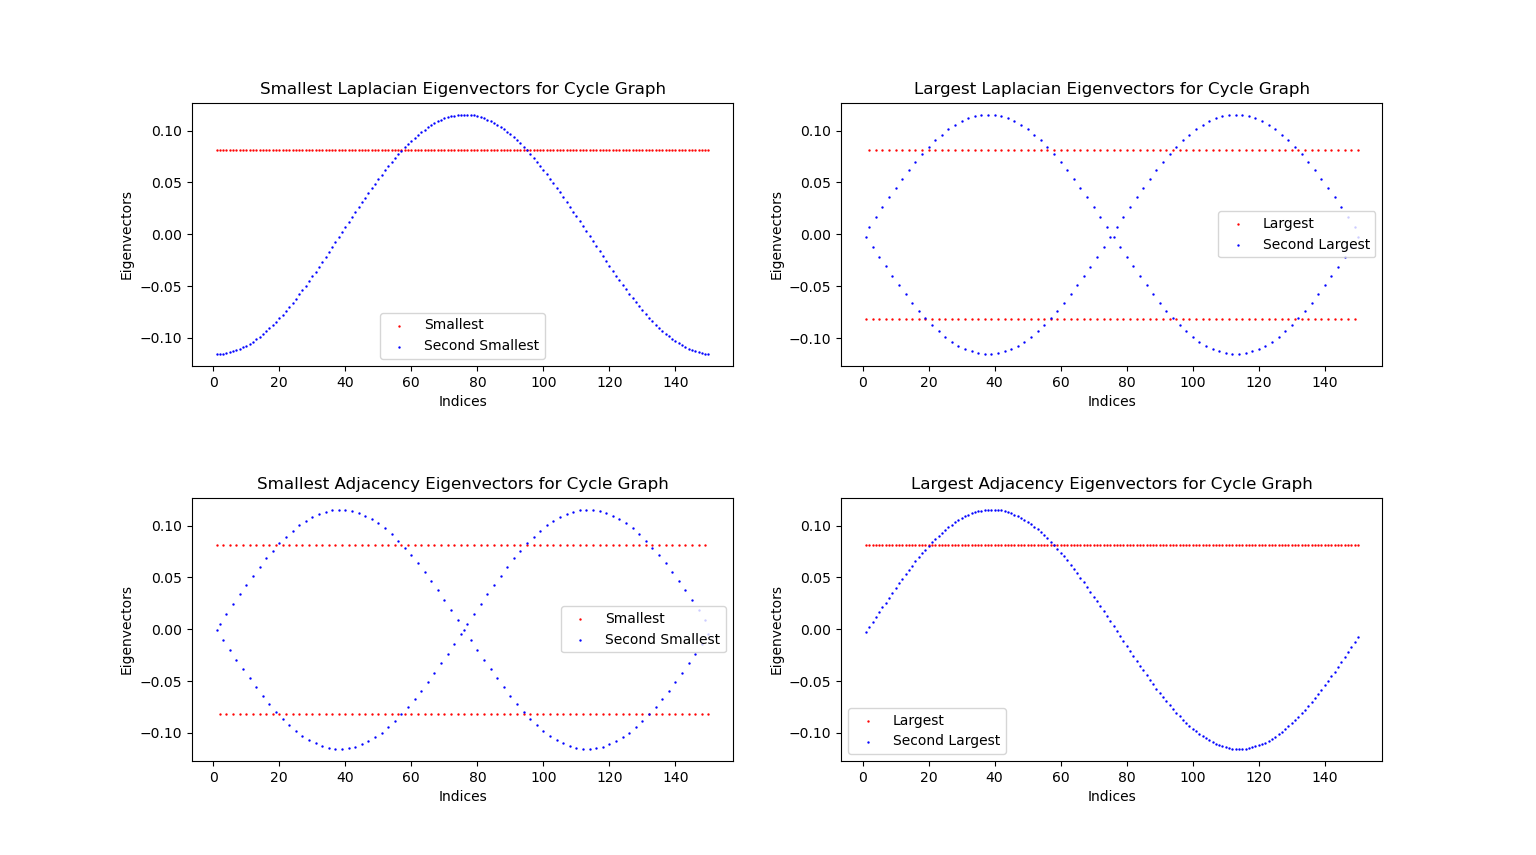 Smallest Laplacian Eigenvectors for Cycle Graph
Eigenvectors
0.10
0.05
0.00
−0.05
−0.10
Smallest
Second Smallest
0 20 40 60 80 100 120 140
Indices
Largest Laplacian Eigenvectors for Cycle Graph
Eigenvectors
0.10
0.05
0.00
−0.05
−0.10
Largest
Second Largest
0 20 40 60 80 100 120 140
Indices
Smallest Adjacency Eigenvectors for Cycle Graph
Eigenvectors
0.10
0.05
0.00
−0.05
−0.10
Smallest
Second Smallest
0 20 40 60 80 100 120 140
Indices
Largest Adjacency Eigenvectors for Cycle Graph
Eigenvectors
0.10
0.05
0.00
−0.05
−0.10
Largest
Second Largest
0 20 40 60 80 100 120 140
Indices